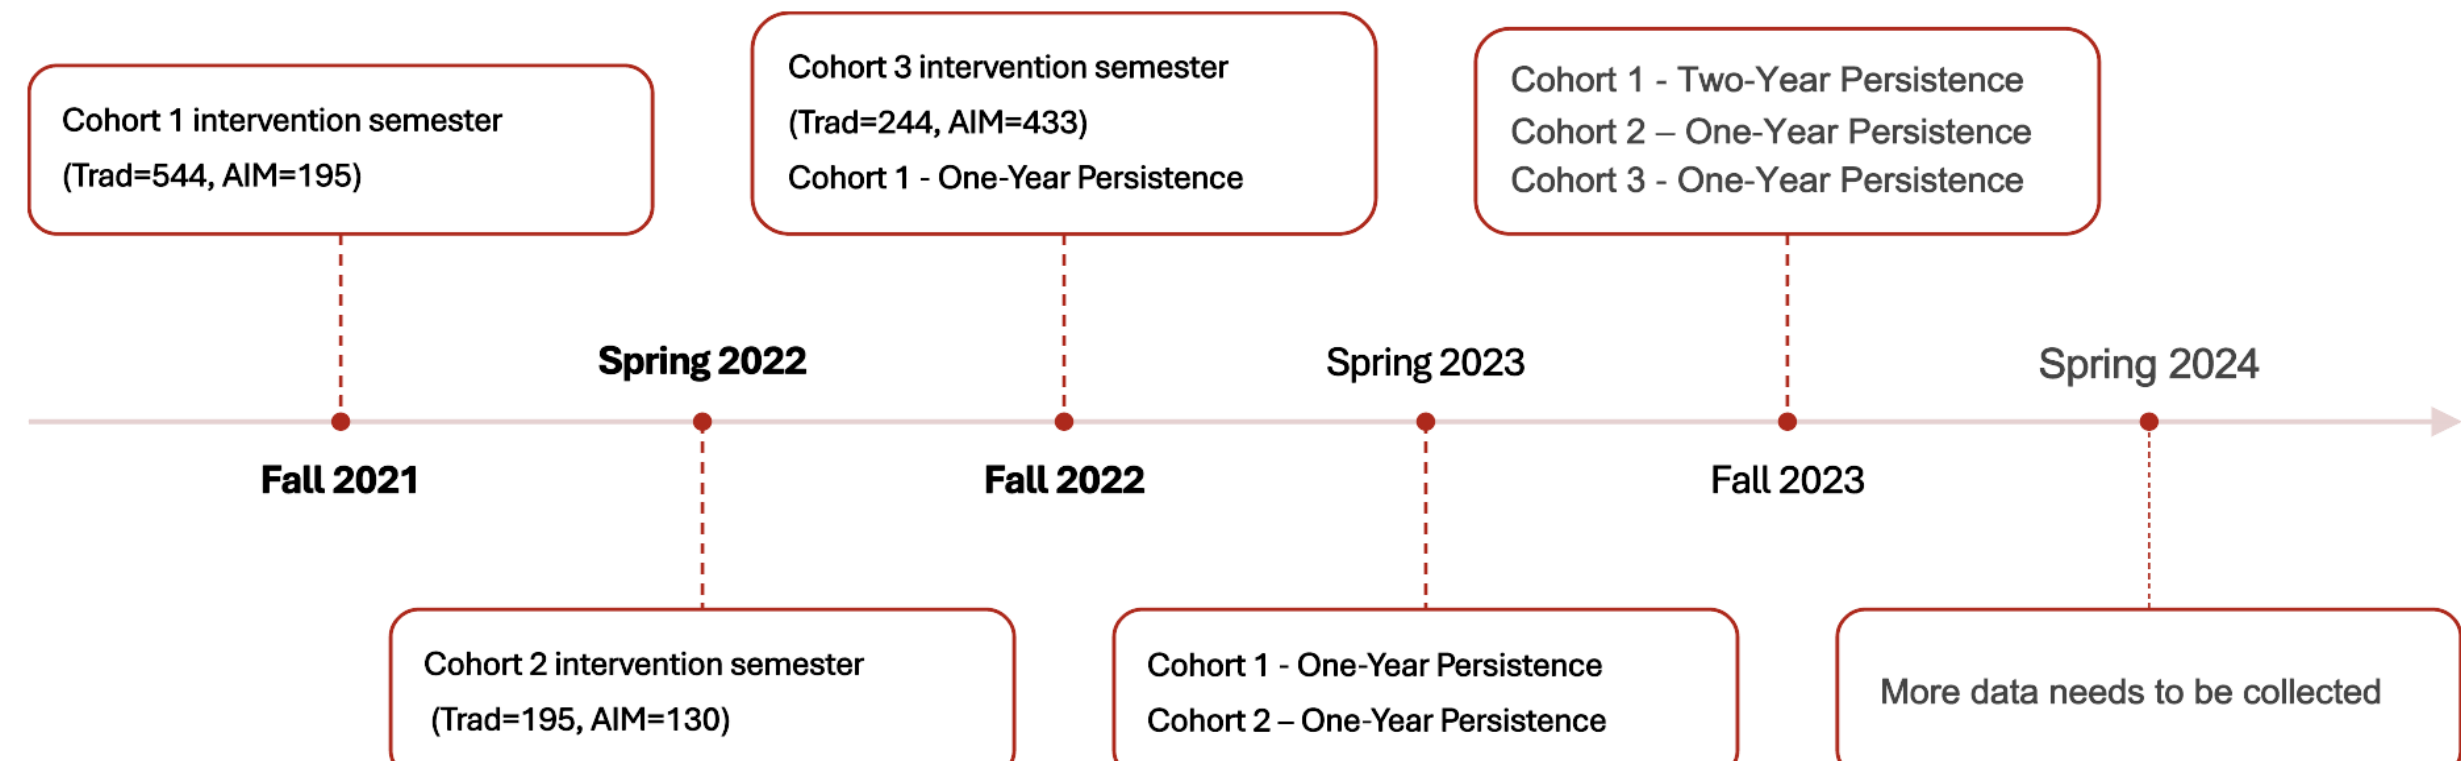 Cohort 1 intervention semester
(Trad=544, AIM=195)
Cohort 3 intervention semester
(Trad=244, AIM=433)
Cohort 1 - One-Year Persistence
Cohort 1 - Two-Year Persistence
Cohort 2 – One-Year Persistence
Cohort 3 - One-Year Persistence
Spring 2022
Spring 2023
Spring 2024
Fall 2021
Fall 2022
Fall 2023
Cohort 2 intervention semester
(Trad=195, AIM=130)
Cohort 1 - One-Year Persistence
Cohort 2 – One-Year Persistence
More data needs to be collected